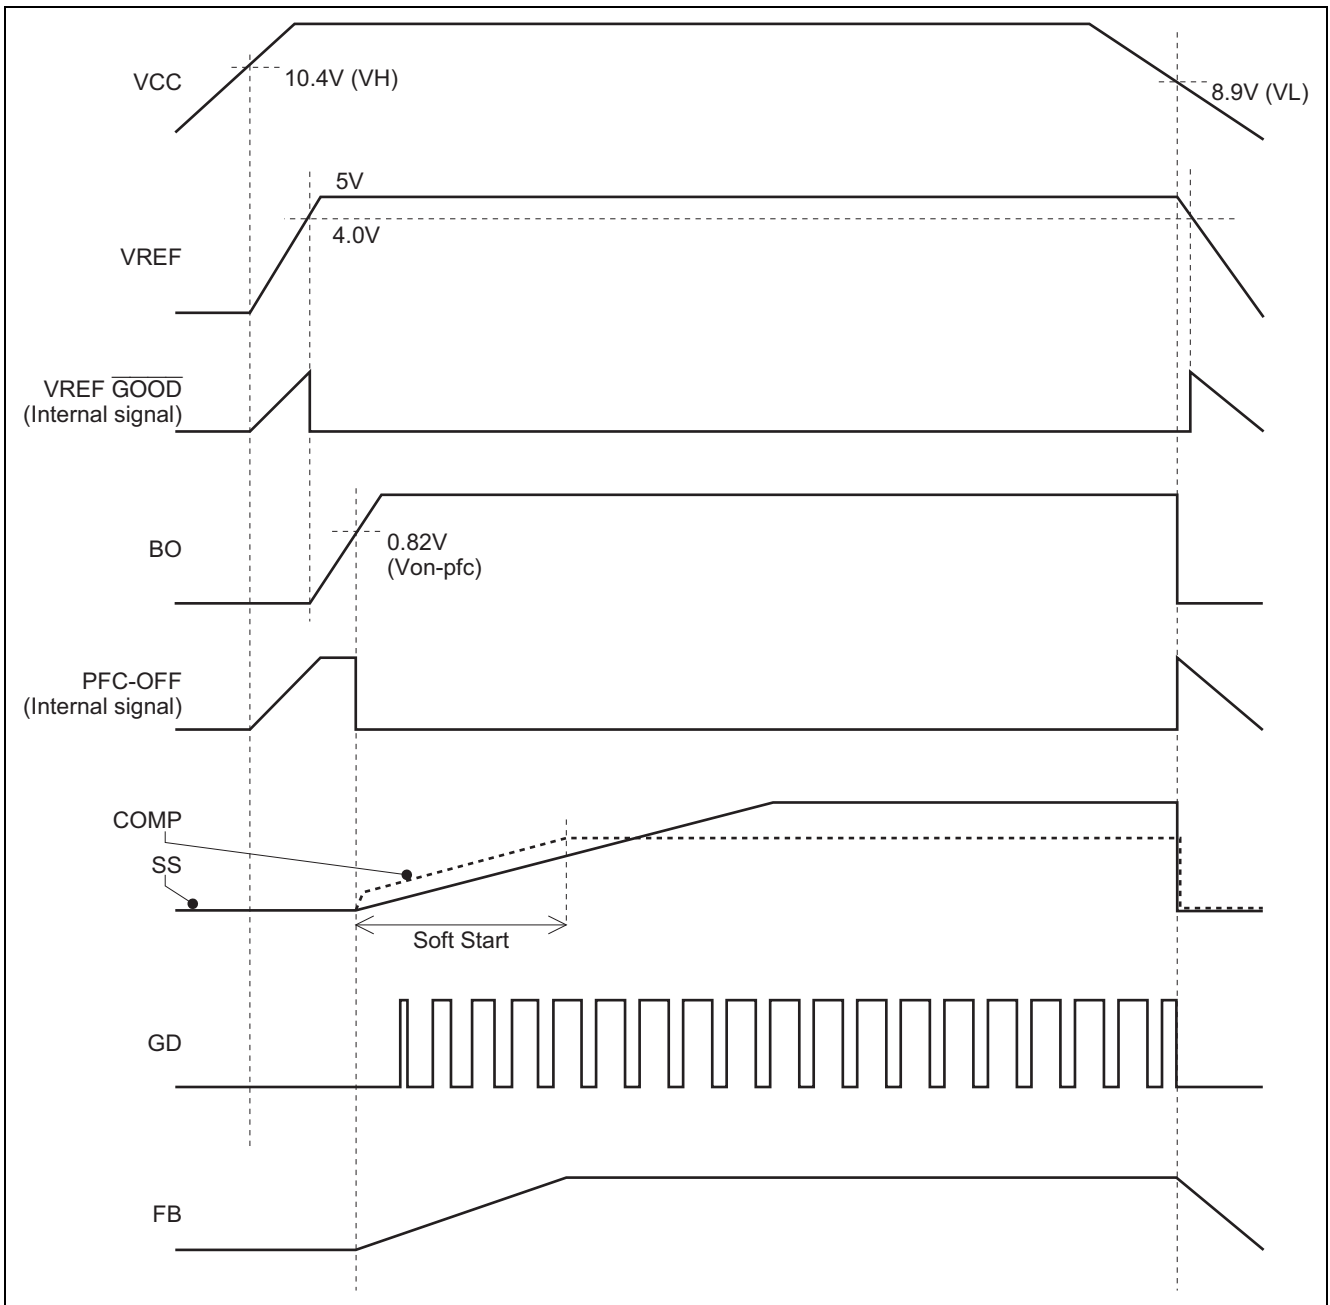 VCC
10.4V (VH)
8.9V (VL)
5V
4.0V
VREF
VREF G̅O̅O̅D̅
(Internal signal)
BO
0.82V
(Von-pfc)
PFC-OFF
(Internal signal)
COMP
SS
Soft Start
GD
FB